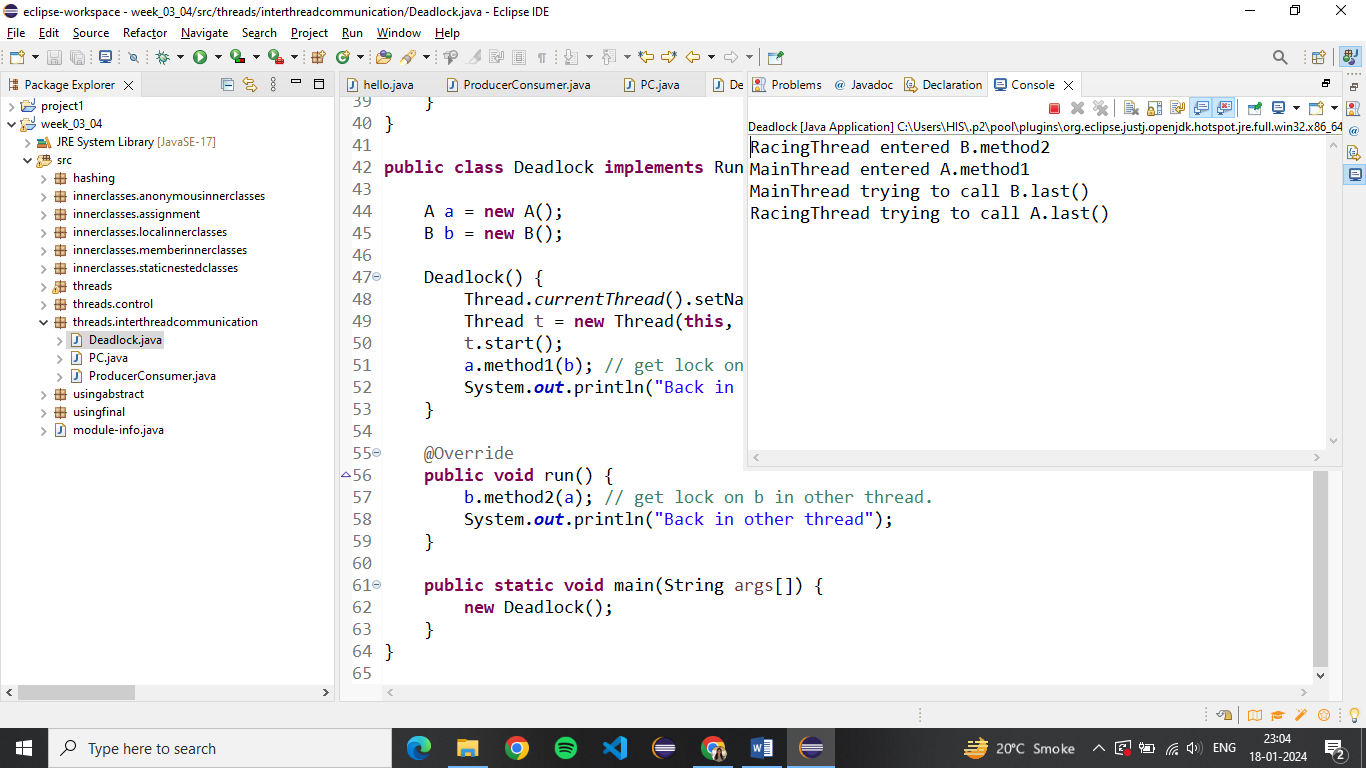 eclipse-workspace - week_03_04/src/threads/interthreadcommunication/Deadlock.java - Eclipse IDE
File Edit Source Refactor Navigate Search Project Run Window Help
Package Explorer
project1
week_03_04
JRE System Library [JavaSE-17]
src
hashing
innerclasses.anonymousinnerclasses
innerclasses.assignment
innerclasses.localinnerclasses
innerclasses.memberinnerclasses
innerclasses.staticnestedclasses
threads
threads.control
threads.interthreadcommunication
Deadlock.java
PC.java
ProducerConsumer.java
usingabstract
usingfinal
module-info.java
hello.java ProducerConsumer.java PC.java De
39 }
40 }
41
42 public class Deadlock implements Run
43
44 A a = new A();
45 B b = new B();
46
47 Deadlock() {
48 Thread.currentThread().setNa
49 Thread t = new Thread(this,
50 t.start();
51 a.method1(b); // get lock on
52 System.out.println("Back in
53 }
54
55 @Override
56 public void run() {
57 b.method2(a); // get lock on b in other thread.
58 System.out.println("Back in other thread");
59 }
60
61 public static void main(String args[]) {
62 new Deadlock();
63 }
64 }
65
Problems @ Javadoc Declaration Console
Deadlock [Java Application] C:\Users\HIS\.p2\pool\plugins\org.eclipse.justj.openjdk.hotspot.jre.full.win32.x86_64
RacingThread entered B.method2
MainThread entered A.method1
MainThread trying to call B.last()
RacingThread trying to call A.last()
Type here to search
20°C Smoke
ENG
23:04
18-01-2024
2